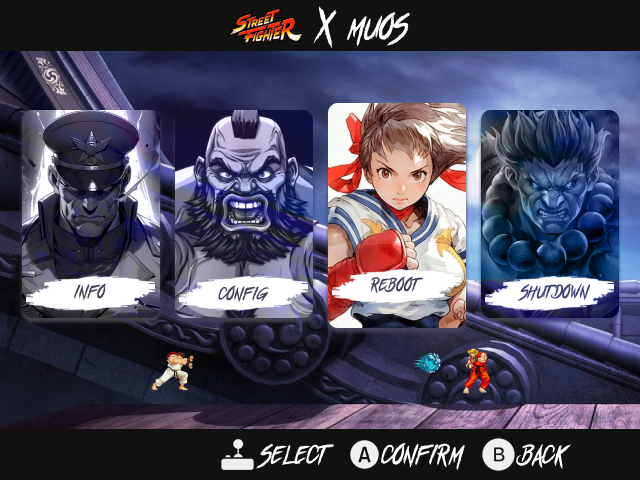 STREET FIGHTER X MUOS
INFO
CONFIG
REBOOT
SHUTDOWN
SELECT A CONFIRM B BACK